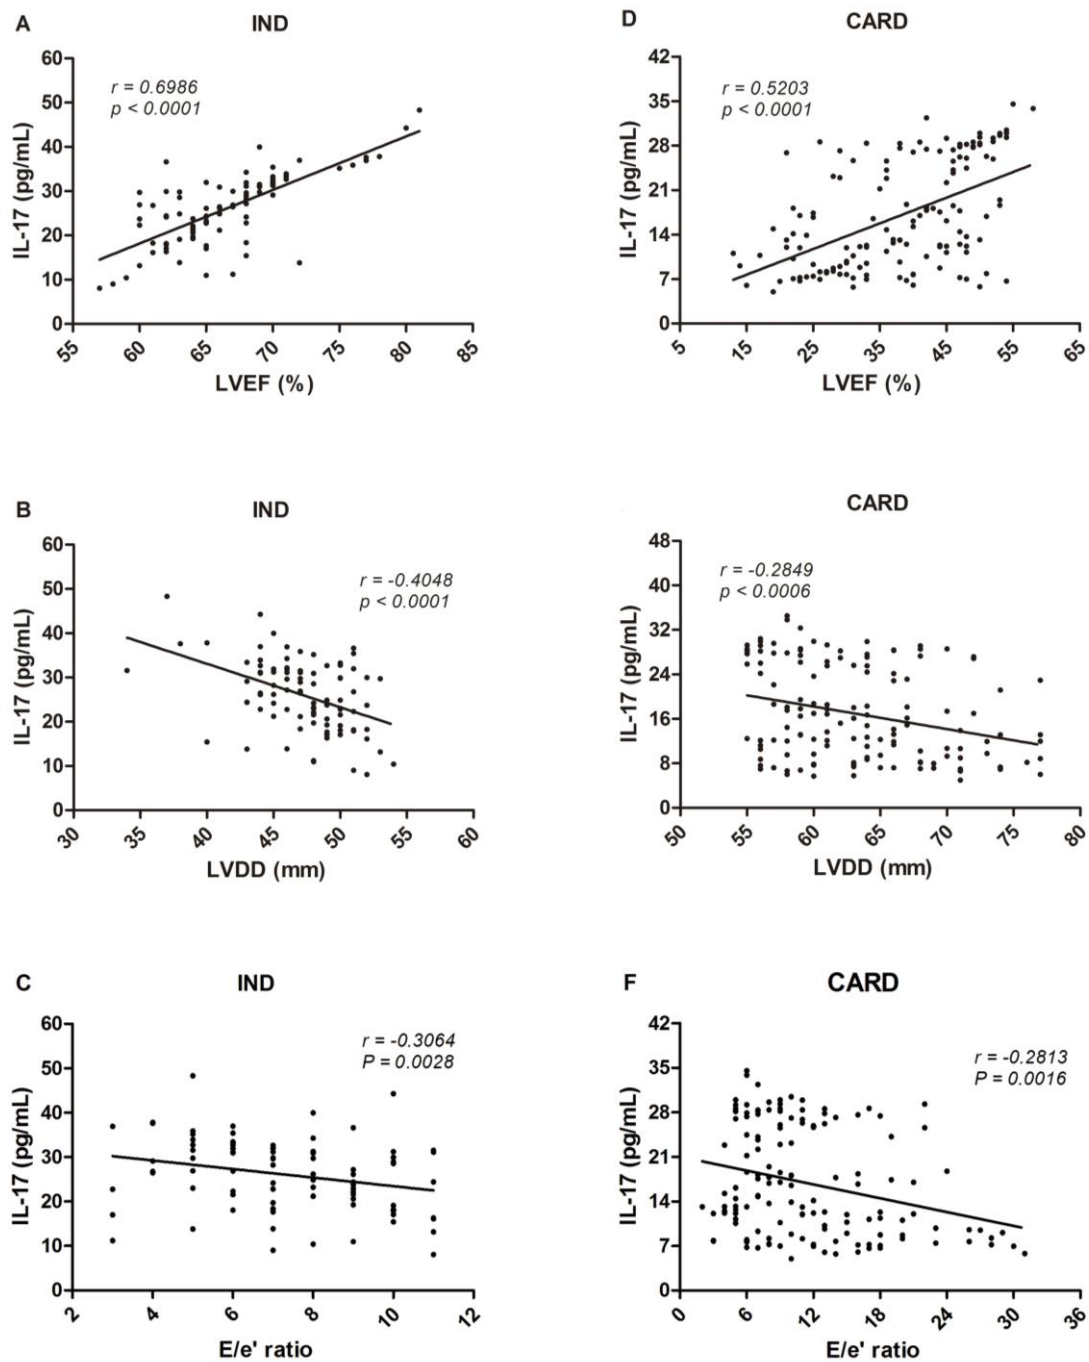 A
IND
60
50
40
30
20
10
0
IL-17 (pg/mL)
r = 0.6986
p < 0.0001
55
60
65
70
75
80
85
LVEF (%)
D
CARD
42
35
28
21
14
7
0
IL-17 (pg/mL)
r = 0.5203
p < 0.0001
5
15
25
35
45
55
65
LVEF (%)
B
IND
60
50
40
30
20
10
0
IL-17 (pg/mL)
r = -0.4048
p < 0.0001
30
35
40
45
50
55
60
LVDD (mm)
CARD
48
40
32
24
16
8
0
IL-17 (pg/mL)
r = -0.2849
p < 0.0006
50
55
60
65
70
75
80
LVDD (mm)
C
IND
60
50
40
30
20
10
0
IL-17 (pg/mL)
r = -0.3064
P = 0.0028
2
4
6
8
10
12
E/e' ratio
F
CARD
42
35
28
21
14
7
0
IL-17 (pg/mL)
r = -0.2813
P = 0.0016
0
6
12
18
24
30
36
E/e' ratio